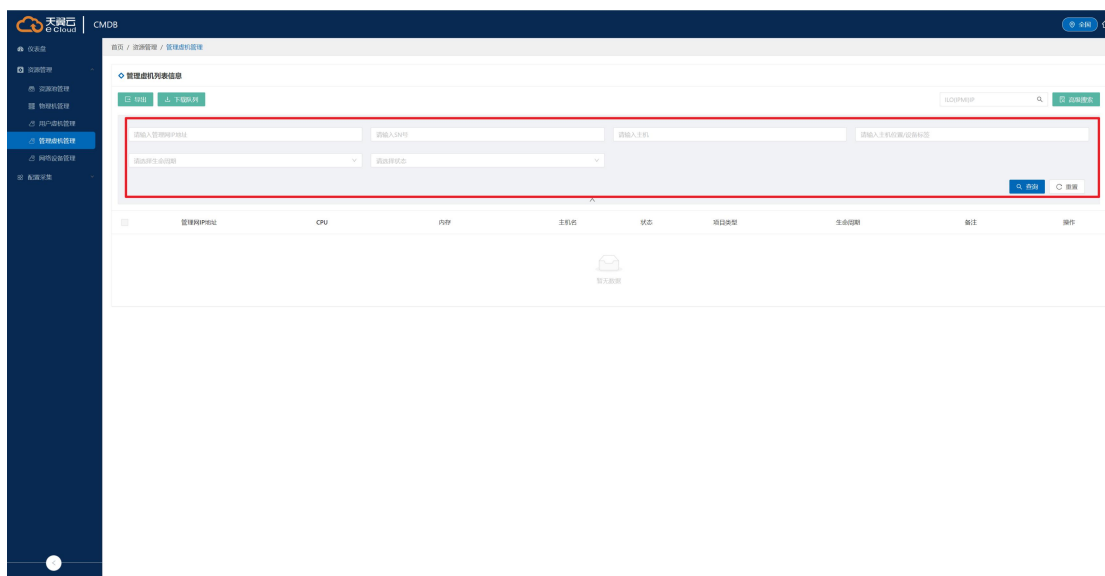 天翼云
e Cloud
CMDB
全国
仪表盘
首页 / 资源管理 / 管理虚机管理
资源管理
管理虚机列表信息
资源池管理
导出
下载队列
高级搜索
物理机管理
用户虚机管理
请输入管理网IP地址
请输入SN号
请输入主机
管理虚机管理
网络设备管理
请选择生命周期
请选择状态
配置采集
查询
重置
管理网IP地址
CPU
内存
主机名
状态
项目类型
生命周期
备注
操作
暂无数据